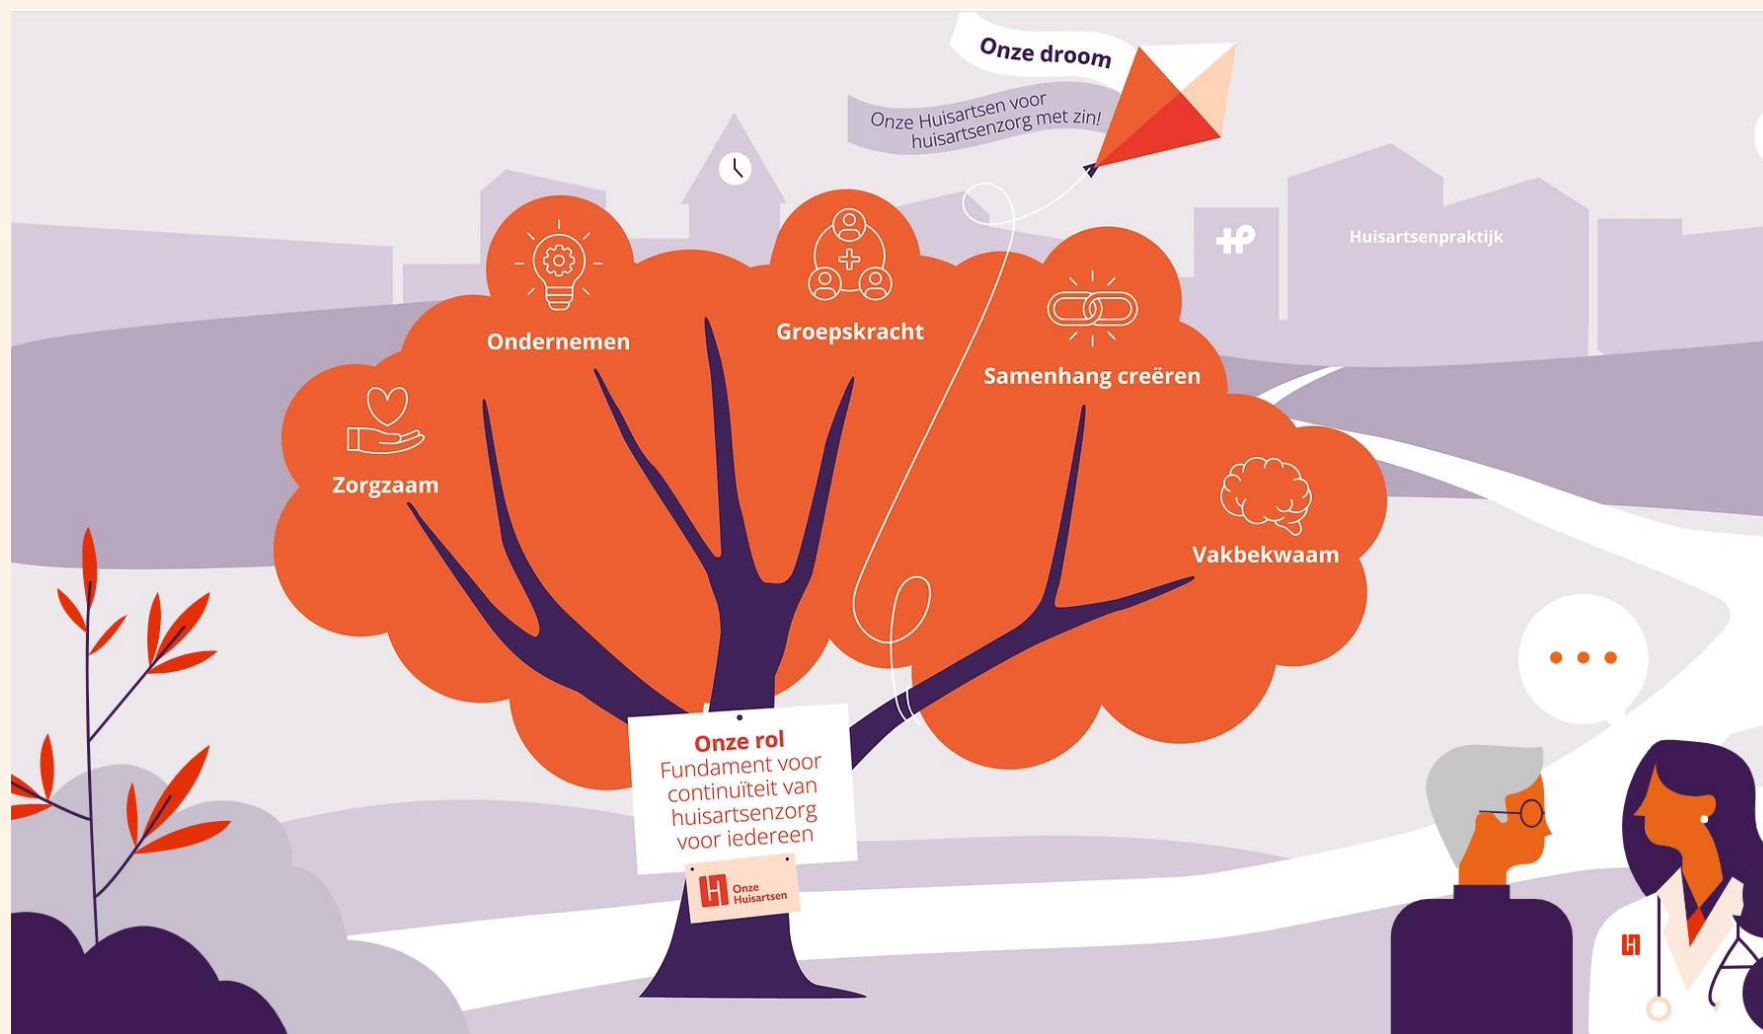 Onze droom
Onze Huisartsen voor
huisartsenzorg met zin!
Huisartsenpraktijk
Ondernemen
Groepskracht
Samenhang creëren
Zorgzaam
Vakbekwaam
Onze rol
Fundament voor
continuïteit van
huisartsenzorg
voor iedereen
Onze
Huisartsen